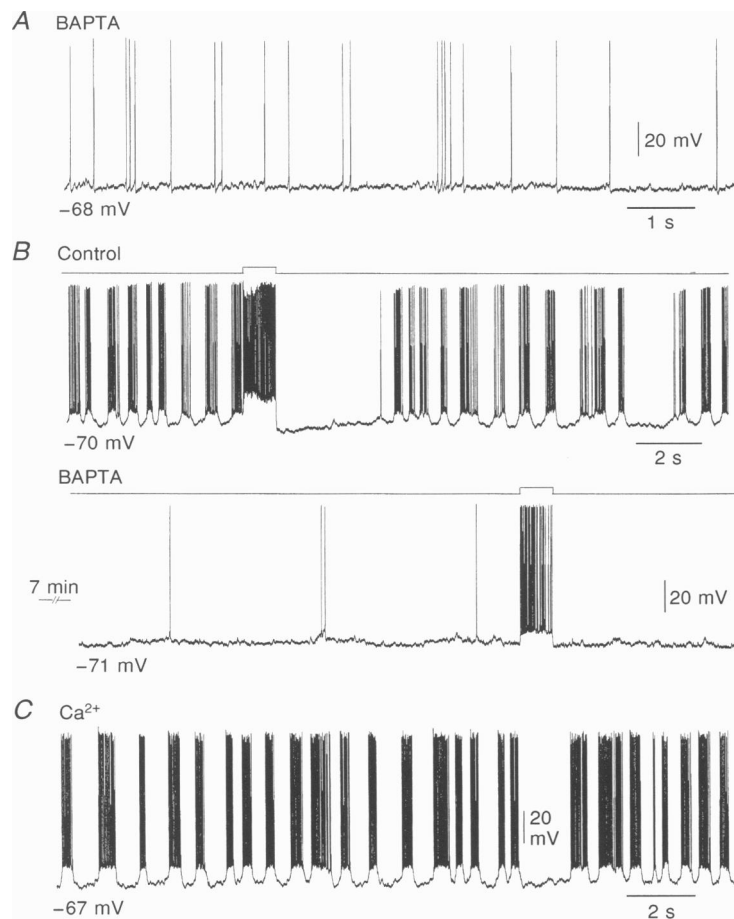 A BAPTA
20 mV
−68 mV
1 s
B Control
−70 mV
2 s
BAPTA
7 min
20 mV
−71 mV
C Ca²⁺
20
mV
−67 mV
2 s